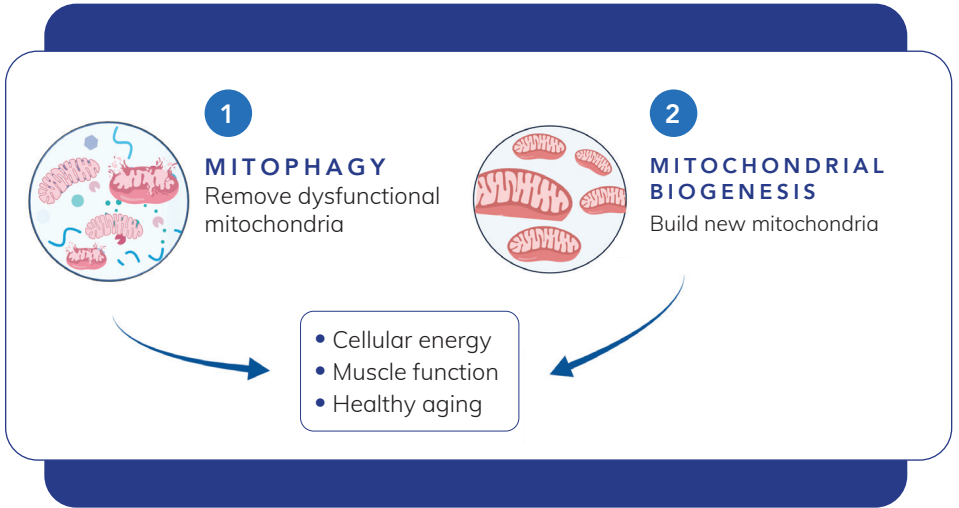 1
MITOPHAGY
Remove dysfunctional
mitochondria
2
MITOCHONDRIAL
BIOGENESIS
Build new mitochondria
• Cellular energy
• Muscle function
• Healthy aging